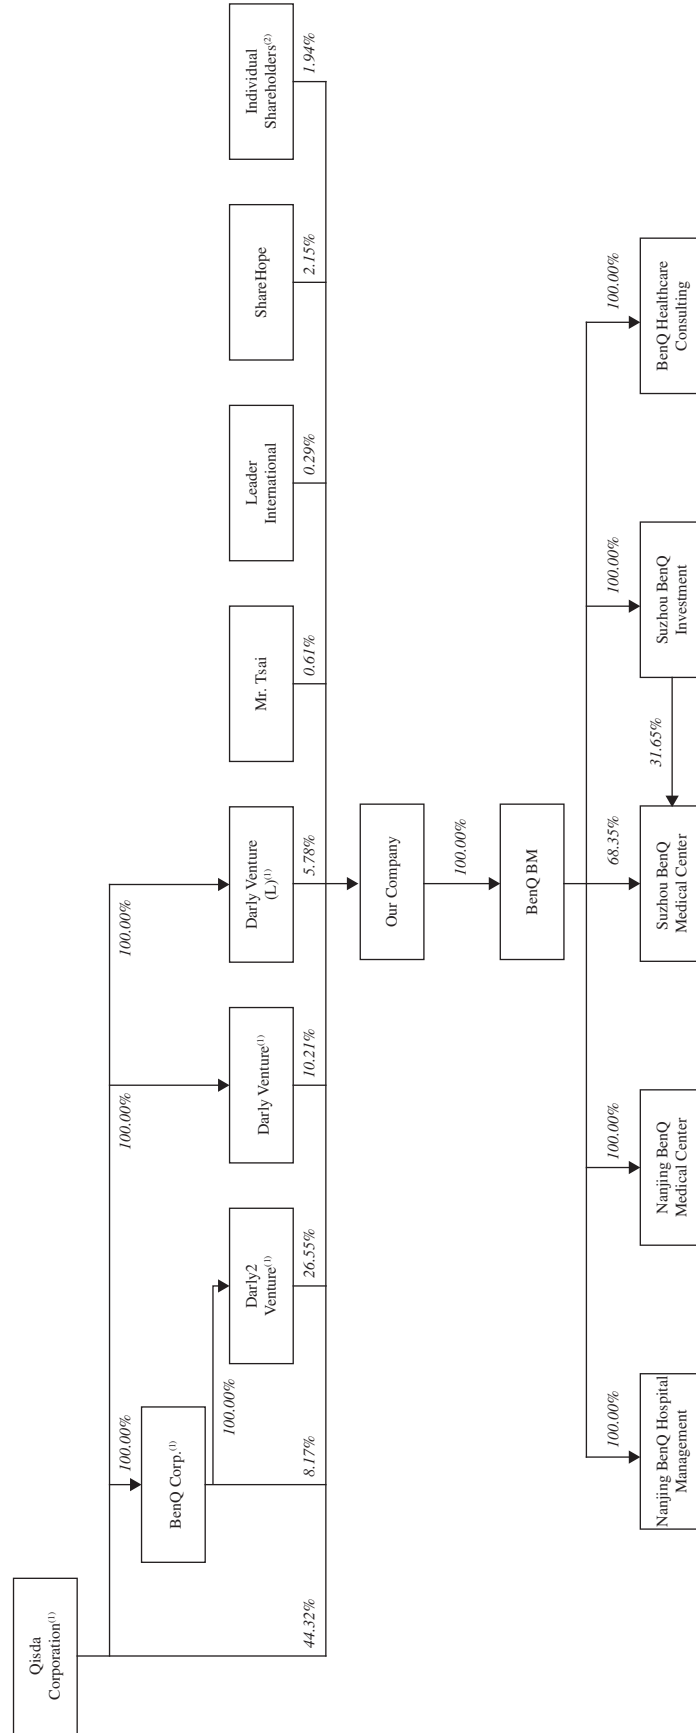 Qisda
Corporation(1)
100.00%
100.00%
100.00%
BenQ Corp.(1)
100.00%
Darly2
Venture(1)
Darly Venture(1)
Darly Venture
(L)(1)
Mr. Tsai
Leader
International
ShareHope
Individual
Shareholders(2)
44.32%
8.17%
26.55%
10.21%
5.78%
0.61%
0.29%
2.15%
1.94%
Our Company
100.00%
BenQ BM
100.00%
100.00%
68.35%
31.65%
100.00%
100.00%
Nanjing BenQ Hospital
Management
Nanjing BenQ
Medical Center
Suzhou BenQ
Medical Center
Suzhou BenQ
Investment
BenQ Healthcare
Consulting